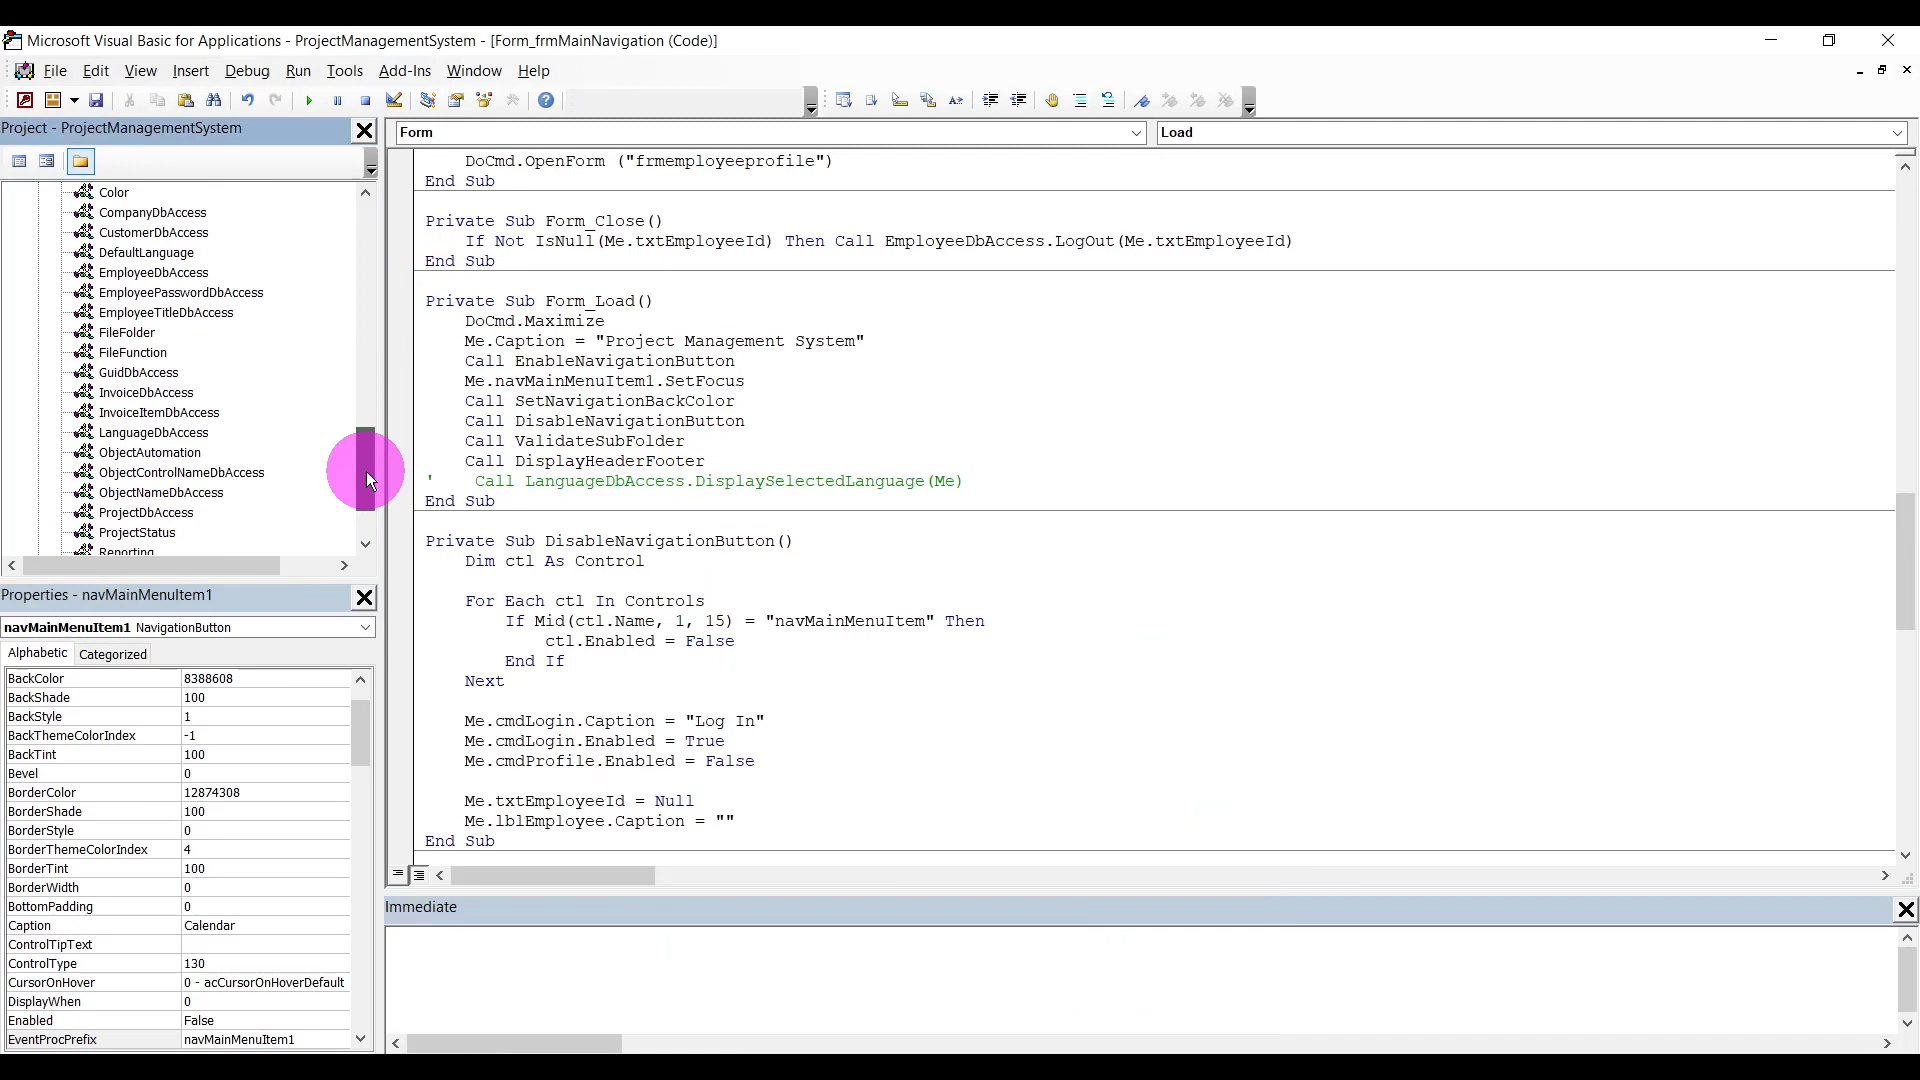 Microsoft Visual Basic for Applications - ProjectManagementSystem - [Form_frmMainNavigation (Code)]
File Edit View Insert Debug Run Tools Add-Ins Window Help
Project - ProjectManagementSystem
Color
CompanyDbAccess
CustomerDbAccess
DefaultLanguage
EmployeeDbAccess
EmployeePasswordDbAccess
EmployeeTitleDbAccess
FileFolder
FileFunction
GuidDbAccess
InvoiceDbAccess
InvoiceItemDbAccess
LanguageDbAccess
ObjectAutomation
ObjectControlNameDbAccess
ObjectNameDbAccess
ProjectDbAccess
ProjectStatus
Reporting
Properties - navMainMenuItem1
navMainMenuItem1 NavigationButton
Alphabetic Categorized
BackColor 8388608
BackShade 100
BackStyle 1
BackThemeColorIndex -1
BackTint 100
Bevel 0
BorderColor 12874308
BorderShade 100
BorderStyle 0
BorderThemeColorIndex 4
BorderTint 100
BorderWidth 0
BottomPadding 0
Caption Calendar
ControlTipText
ControlType 130
CursorOnHover 0 - acCursorOnHoverDefault
DisplayWhen 0
Enabled False
EventProcPrefix navMainMenuItem1
Form Load
DoCmd.OpenForm ("frmemployeeprofile")
End Sub
Private Sub Form_Close()
If Not IsNull(Me.txtEmployeeId) Then Call EmployeeDbAccess.LogOut(Me.txtEmployeeId)
End Sub
Private Sub Form_Load()
DoCmd.Maximize
Me.Caption = "Project Management System"
Call EnableNavigationButton
Me.navMainMenuItem1.SetFocus
Call SetNavigationBackColor
Call DisableNavigationButton
Call ValidateSubFolder
Call DisplayHeaderFooter
' Call LanguageDbAccess.DisplaySelectedLanguage(Me)
End Sub
Private Sub DisableNavigationButton()
Dim ctl As Control
For Each ctl In Controls
If Mid(ctl.Name, 1, 15) = "navMainMenuItem" Then
ctl.Enabled = False
End If
Next
Me.cmdLogin.Caption = "Log In"
Me.cmdLogin.Enabled = True
Me.cmdProfile.Enabled = False
Me.txtEmployeeId = Null
Me.lblEmployee.Caption = ""
End Sub
Immediate